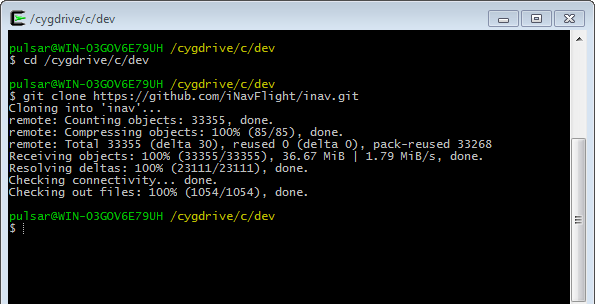 /cygdrive/c/dev
pulsar@WIN-O3GOV6E79UH /cygdrive/c/dev
$ cd /cygdrive/c/dev
pulsar@WIN-O3GOV6E79UH /cygdrive/c/dev
$ git clone https://github.com/iNavFlight/inav.git
Cloning into 'inav'...
remote: Counting objects: 33355, done.
remote: Compressing objects: 100% (85/85), done.
remote: Total 33355 (delta 30), reused 0 (delta 0), pack-reused 33268
Receiving objects: 100% (33355/33355), 36.67 MiB | 1.79 MiB/s, done.
Resolving deltas: 100% (23111/23111), done.
Checking connectivity... done.
Checking out files: 100% (1054/1054), done.
pulsar@WIN-O3GOV6E79UH /cygdrive/c/dev
$